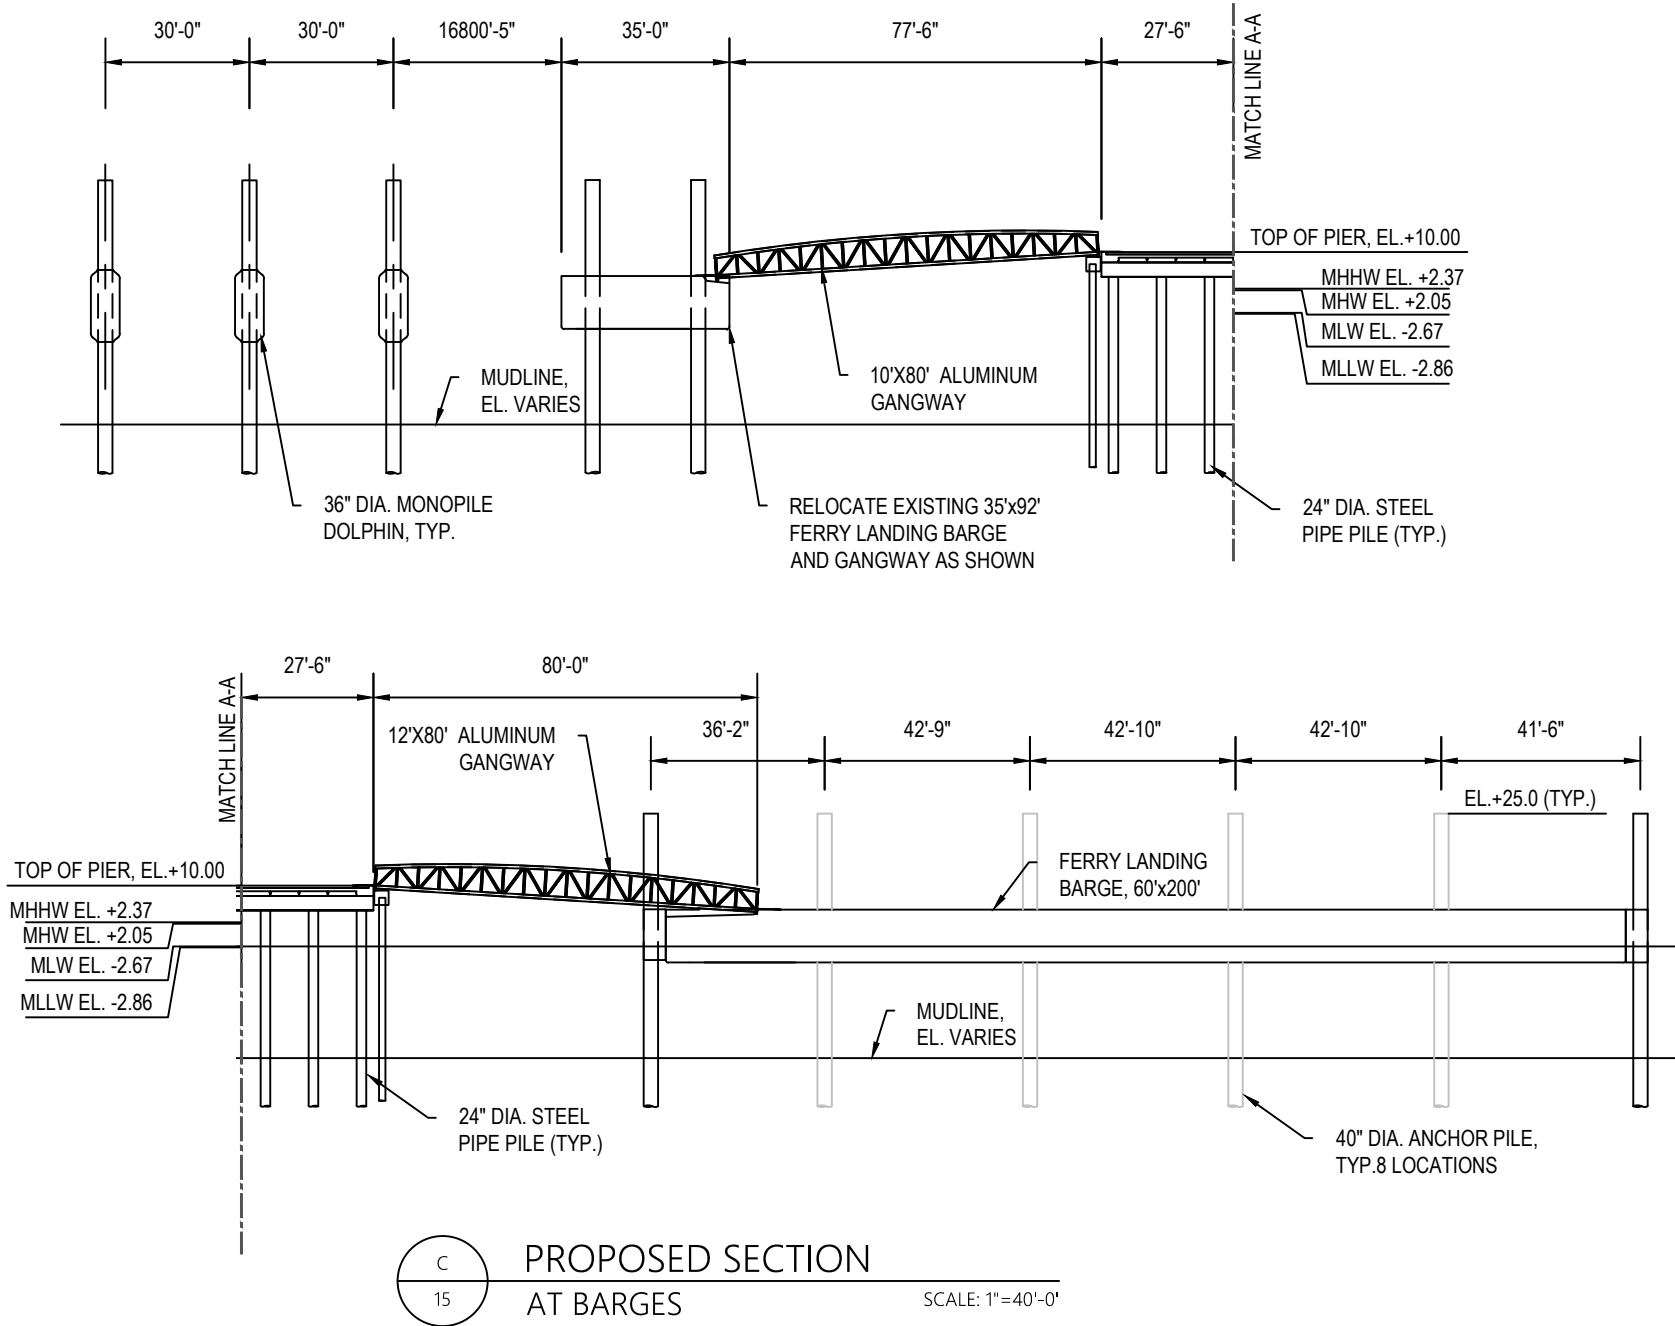 30'-0"
30'-0"
16800'-5"
35'-0"
77'-6"
27'-6"
MATCH LINE A-A
TOP OF PIER, EL.+10.00
MHHW EL. +2.37
MHW EL. +2.05
MLW EL. -2.67
MLLW EL. -2.86
MUDLINE,
EL. VARIES
10'X80' ALUMINUM
GANGWAY
36" DIA. MONOPILE
DOLPHIN, TYP.
RELOCATE EXISTING 35'x92'
FERRY LANDING BARGE
AND GANGWAY AS SHOWN
24" DIA. STEEL
PIPE PILE (TYP.)
MATCH LINE A-A
27'-6"
80'-0"
12'X80' ALUMINUM
GANGWAY
36'-2"
42'-9"
42'-10"
42'-10"
41'-6"
EL.+25.0 (TYP.)
TOP OF PIER, EL.+10.00
MHHW EL. +2.37
MHW EL. +2.05
MLW EL. -2.67
MLLW EL. -2.86
FERRY LANDING
BARGE, 60'x200'
MUDLINE,
EL. VARIES
24" DIA. STEEL
PIPE PILE (TYP.)
40" DIA. ANCHOR PILE,
TYP.8 LOCATIONS
C
15
PROPOSED SECTION
AT BARGES
SCALE: 1"=40'-0'